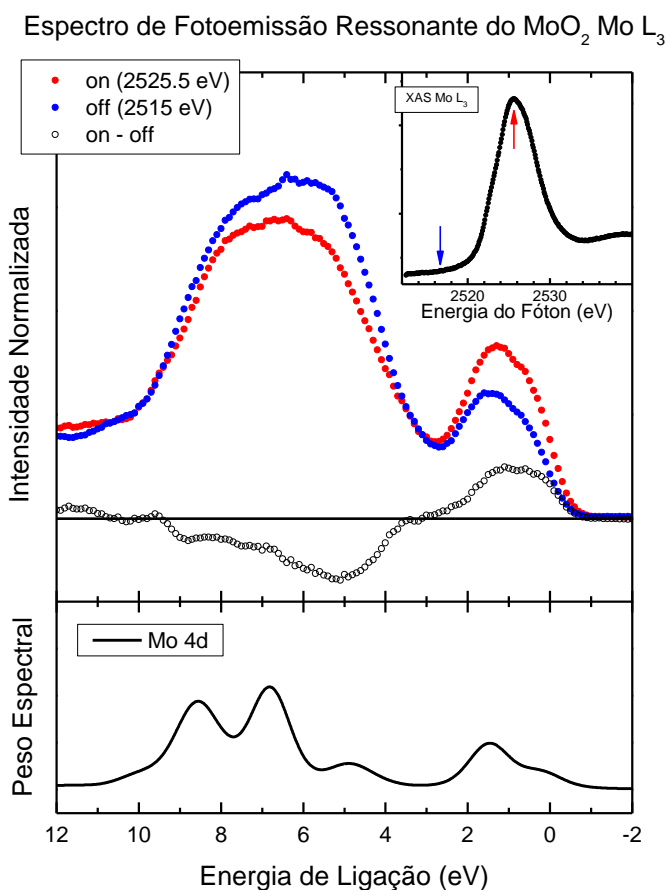 Espectro de Fotoemissão Ressonante do MoO₂ Mo L₃
on (2525.5 eV)
off (2515 eV)
on - off
XAS Mo L₃
2520 2530
Energia do Fóton (eV)
Intensidade Normalizada
Mo 4d
Peso Espectral
12 10 8 6 4 2 0 -2
Energia de Ligação (eV)